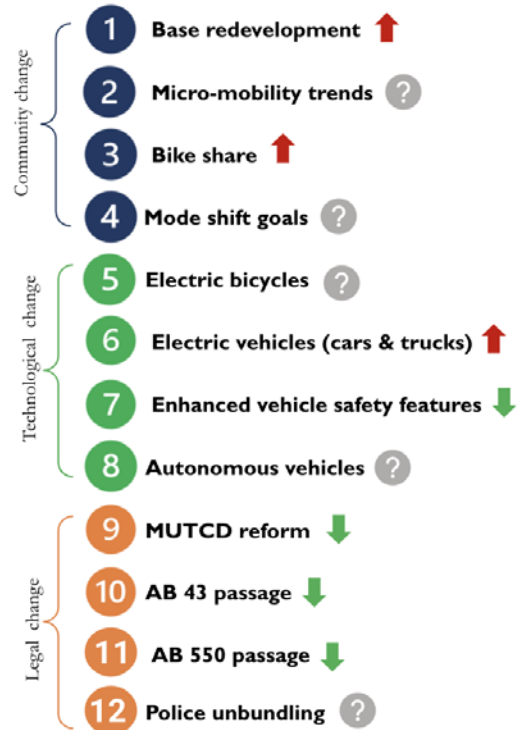 Community change
1 Base redevelopment
2 Micro-mobility trends ?
3 Bike share
4 Mode shift goals ?
Technological change
5 Electric bicycles ?
6 Electric vehicles (cars & trucks)
7 Enhanced vehicle safety features
8 Autonomous vehicles ?
Legal change
9 MUTCD reform
10 AB 43 passage
11 AB 550 passage
12 Police unbundling ?